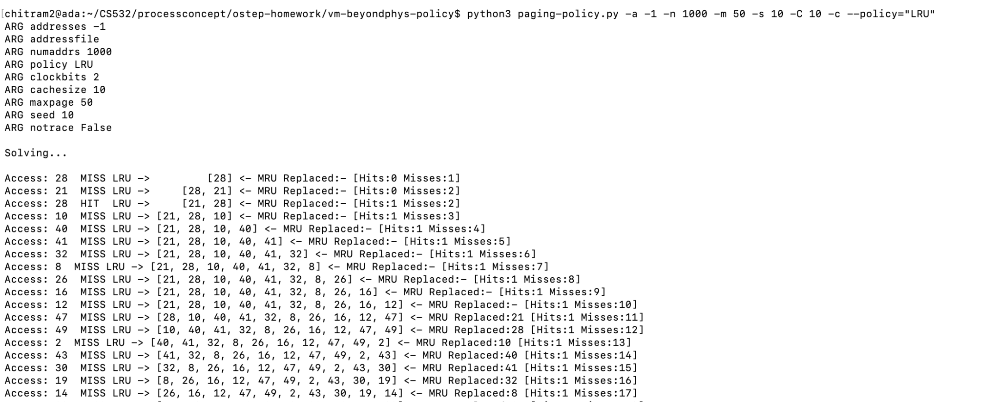 [chitram2@ada:~/CS532/processconcept/ostep-homework/vm-beyondphys-policy$ python3 paging-policy.py -a -1 -n 1000 -m 50 -s 10 -C 10 -c --policy="LRU"
ARG addresses -1
ARG addressfile
ARG numaddrs 1000
ARG policy LRU
ARG clockbits 2
ARG cachesize 10
ARG maxpage 50
ARG seed 10
ARG notrace False
Solving...
Access: 28  MISS LRU ->         [28] <- MRU Replaced:- [Hits:0 Misses:1]
Access: 21  MISS LRU ->     [28, 21] <- MRU Replaced:- [Hits:0 Misses:2]
Access: 28  HIT  LRU ->     [21, 28] <- MRU Replaced:- [Hits:1 Misses:2]
Access: 10  MISS LRU -> [21, 28, 10] <- MRU Replaced:- [Hits:1 Misses:3]
Access: 40  MISS LRU -> [21, 28, 10, 40] <- MRU Replaced:- [Hits:1 Misses:4]
Access: 41  MISS LRU -> [21, 28, 10, 40, 41] <- MRU Replaced:- [Hits:1 Misses:5]
Access: 32  MISS LRU -> [21, 28, 10, 40, 41, 32] <- MRU Replaced:- [Hits:1 Misses:6]
Access: 8  MISS LRU -> [21, 28, 10, 40, 41, 32, 8] <- MRU Replaced:- [Hits:1 Misses:7]
Access: 26  MISS LRU -> [21, 28, 10, 40, 41, 32, 8, 26] <- MRU Replaced:- [Hits:1 Misses:8]
Access: 16  MISS LRU -> [21, 28, 10, 40, 41, 32, 8, 26, 16] <- MRU Replaced:- [Hits:1 Misses:9]
Access: 12  MISS LRU -> [21, 28, 10, 40, 41, 32, 8, 26, 16, 12] <- MRU Replaced:- [Hits:1 Misses:10]
Access: 47  MISS LRU -> [28, 10, 40, 41, 32, 8, 26, 16, 12, 47] <- MRU Replaced:21 [Hits:1 Misses:11]
Access: 49  MISS LRU -> [10, 40, 41, 32, 8, 26, 16, 12, 47, 49] <- MRU Replaced:28 [Hits:1 Misses:12]
Access: 2  MISS LRU -> [40, 41, 32, 8, 26, 16, 12, 47, 49, 2] <- MRU Replaced:10 [Hits:1 Misses:13]
Access: 43  MISS LRU -> [41, 32, 8, 26, 16, 12, 47, 49, 2, 43] <- MRU Replaced:40 [Hits:1 Misses:14]
Access: 30  MISS LRU -> [32, 8, 26, 16, 12, 47, 49, 2, 43, 30] <- MRU Replaced:41 [Hits:1 Misses:15]
Access: 19  MISS LRU -> [8, 26, 16, 12, 47, 49, 2, 43, 30, 19] <- MRU Replaced:32 [Hits:1 Misses:16]
Access: 14  MISS LRU -> [26, 16, 12, 47, 49, 2, 43, 30, 19, 14] <- MRU Replaced:8 [Hits:1 Misses:17]